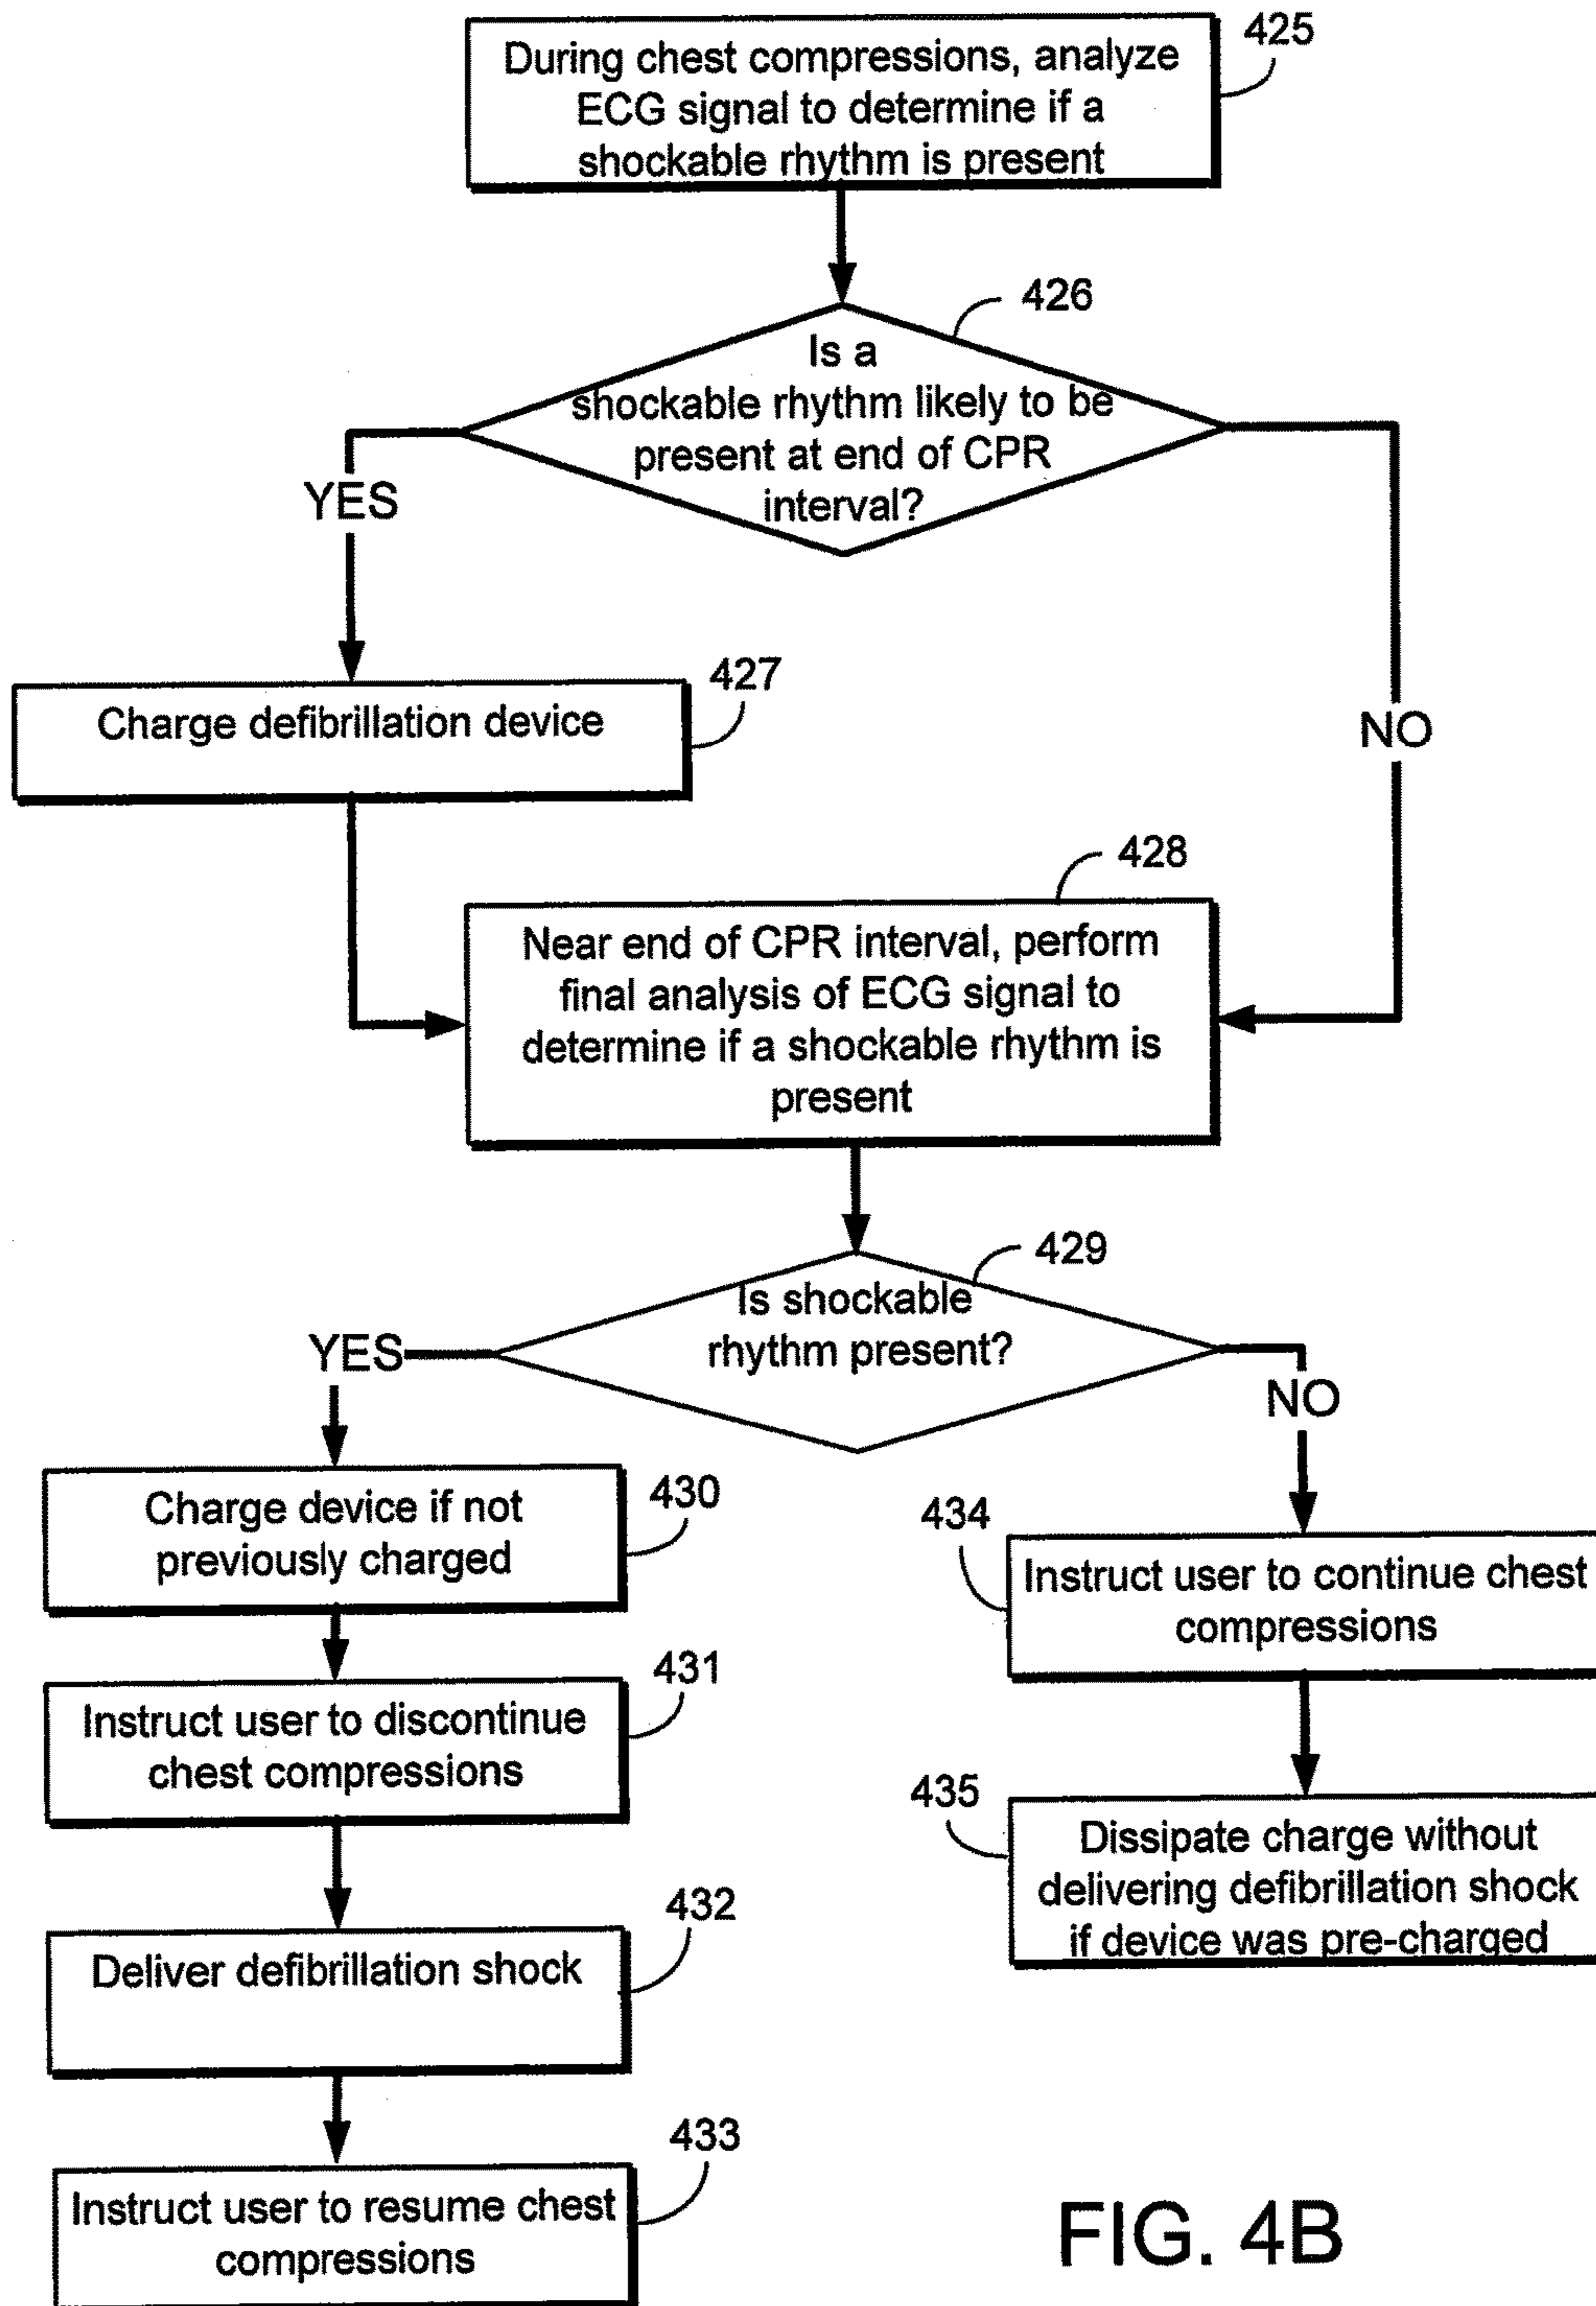 425
During chest compressions, analyze
ECG signal to determine if a
shockable rhythm is present
426
Is a
shockable rhythm likely to be
present at end of CPR
interval?
YES
NO
427
Charge defibrillation device
428
Near end of CPR interval, perform
final analysis of ECG signal to
determine if a shockable rhythm is
present
429
Is shockable
rhythm present?
YES
NO
430
Charge device if not
previously charged
431
Instruct user to discontinue
chest compressions
432
Deliver defibrillation shock
433
Instruct user to resume chest
compressions
434
Instruct user to continue chest
compressions
435
Dissipate charge without
delivering defibrillation shock
if device was pre-charged
FIG. 4B